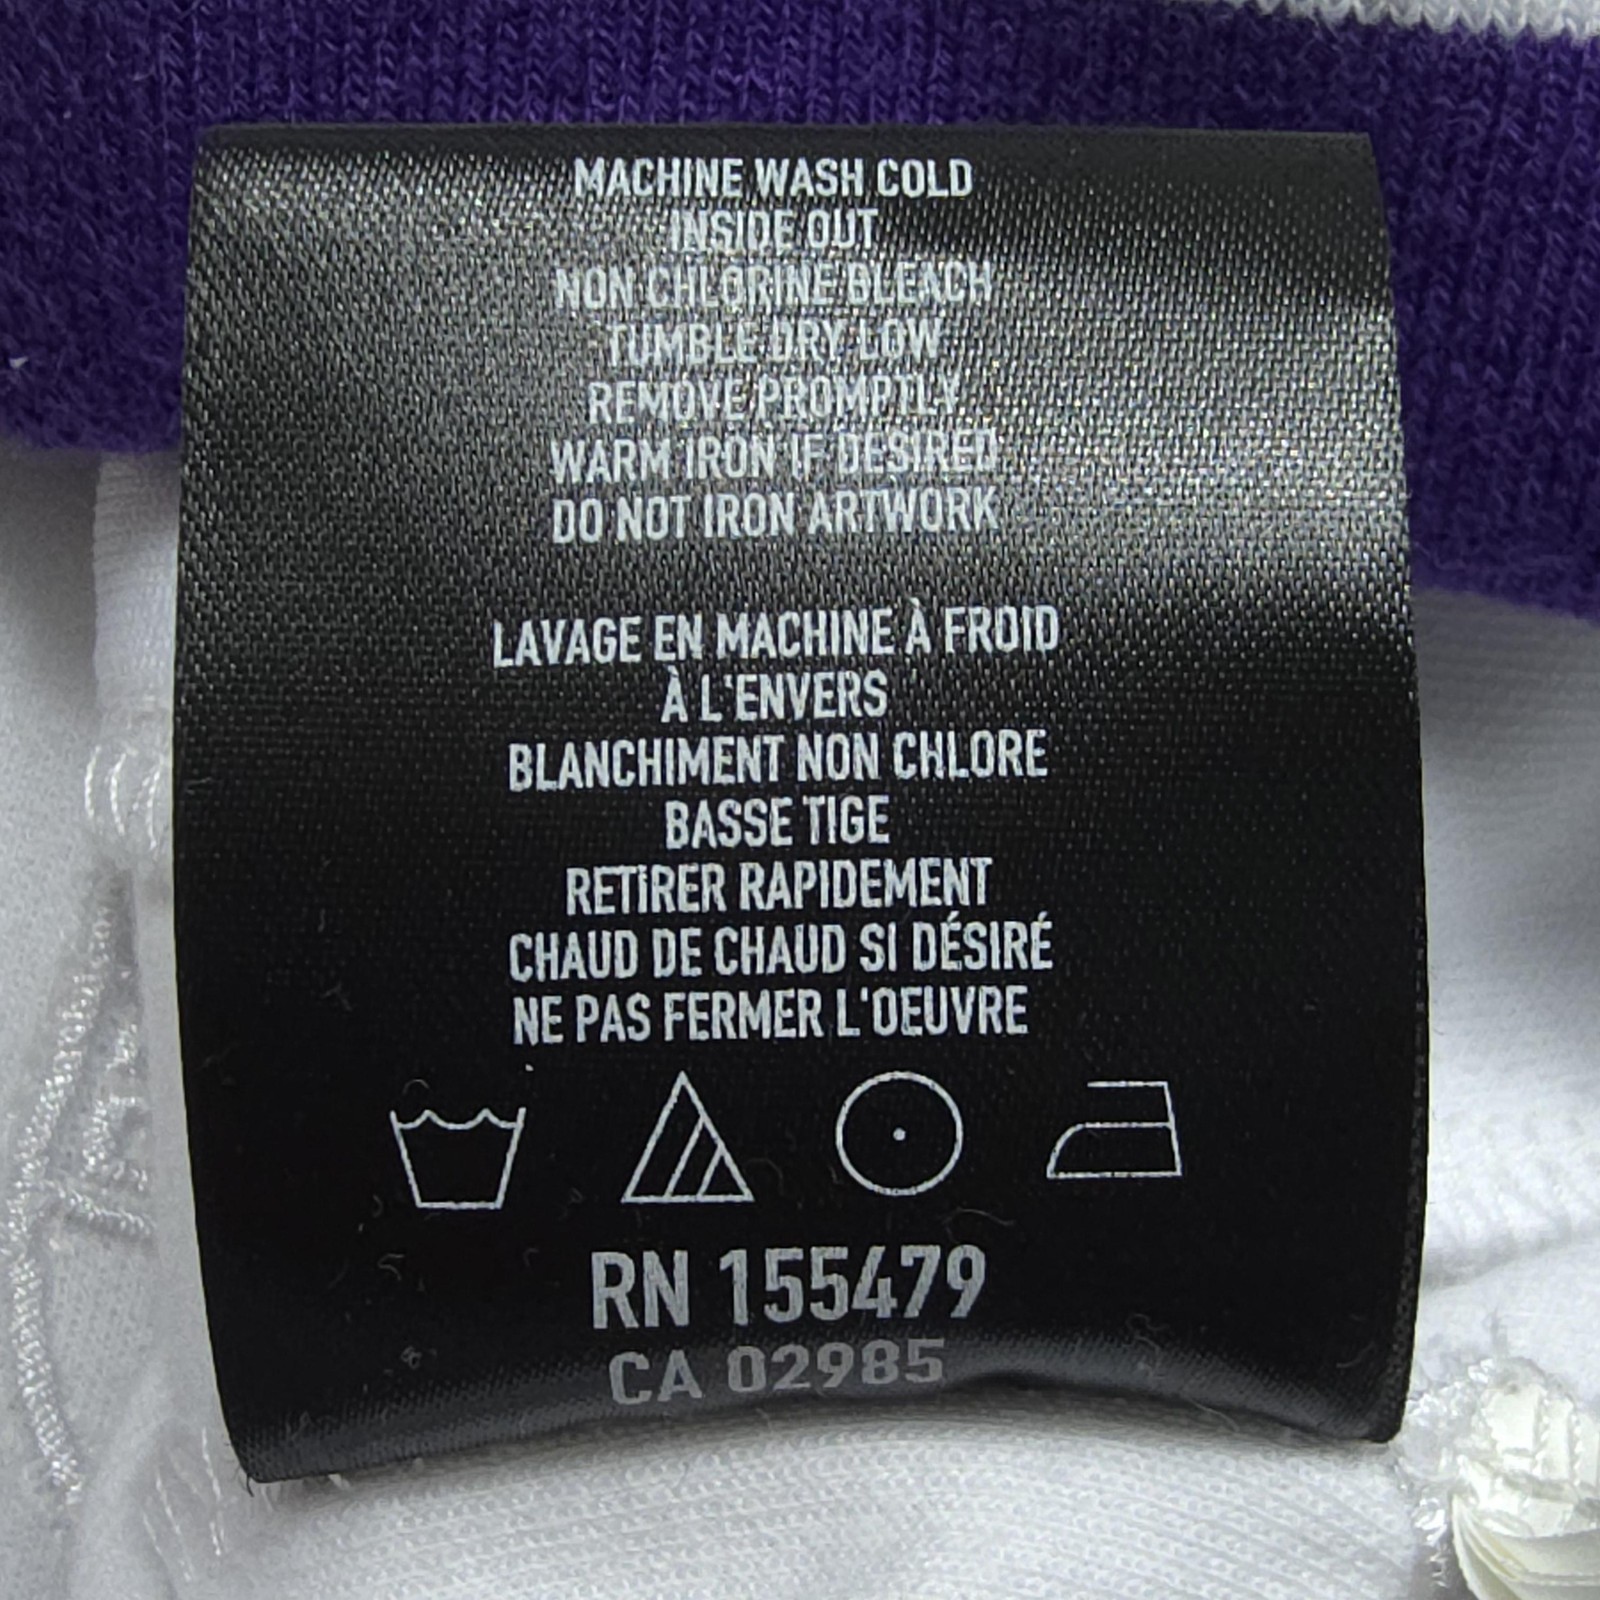 MACHINE WASH COLD
INSIDE OUT
NON CHLORINE BLEACH
TUMBLE DRY LOW
REMOVE PROMPTLY
WARM IRON IF DESIRED
DO NOT IRON ARTWORK
LAVAGE EN MACHINE À FROID
À L'ENVERS
BLANCHIMENT NON CHLORE
BASSE TIGE
RETIRER RAPIDEMENT
CHAUD DE CHAUD SI DÉSIRÉ
NE PAS FERMER L'OEUVRE
RN 155479
CA 02985